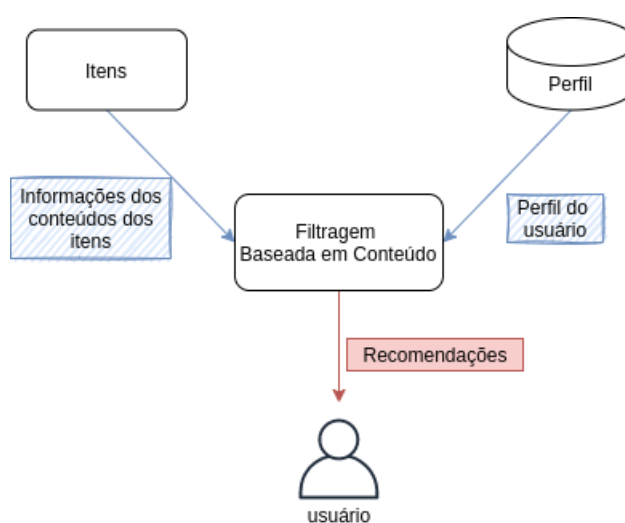 Itens
Perfil
Informações dos
conteúdos dos
itens
Perfil do
usuário
Filtragem
Baseada em Conteúdo
Recomendações
usuário